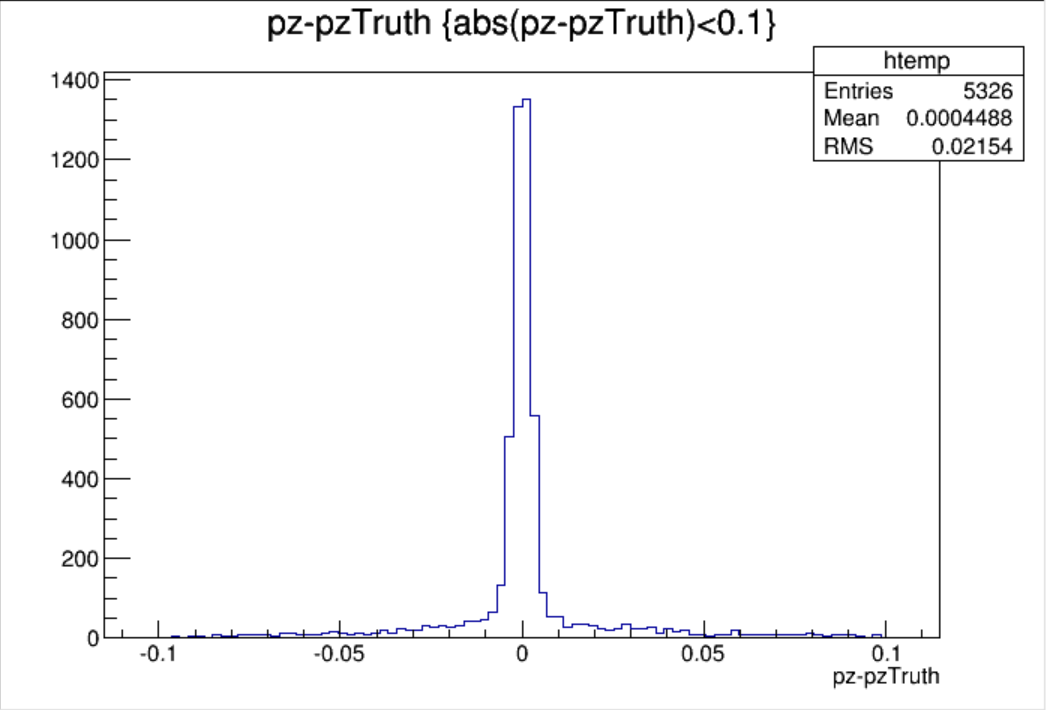 pz-pzTruth {abs(pz-pzTruth)<0.1}
htemp
Entries 5326
Mean 0.0004488
RMS 0.02154
1400
1200
1000
800
600
400
200
0
-0.1 -0.05 0 0.05 0.1
pz-pzTruth